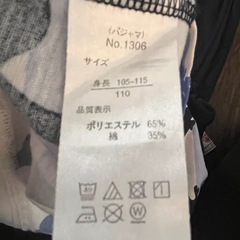 (パジャマ)
No.1306
サイズ
身長 105-115
110
品質表示
ポリエステル 65%
綿 35%